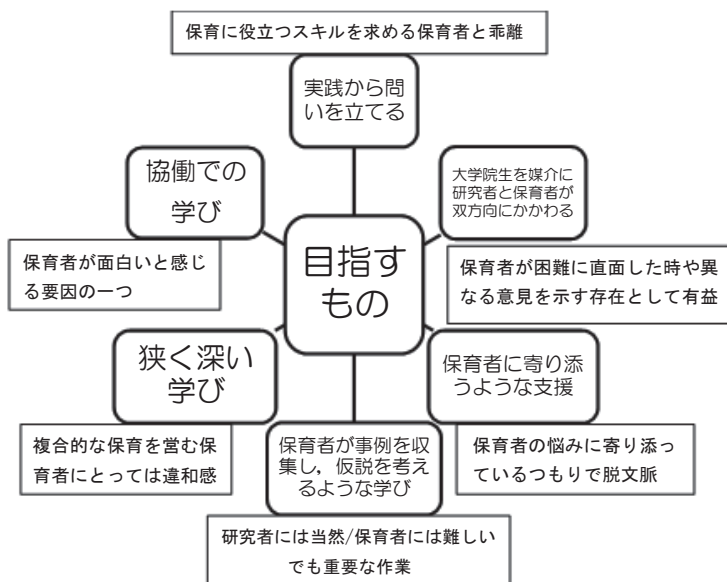 保育に役立つスキルを求める保育者と乖離
実践から問
いを立てる
協働での
学び
保育者が面白いと感じ
る要因の一つ
大学院生を媒介に
研究者と保育者が
双方向にかかわる
保育者が困難に直面した時や異
なる意見を示す存在として有益
目指す
もの
狭く深い
学び
複合的な保育を営む保
育者にとっては違和感
保育者に寄り添
うような支援
保育者の悩みに寄り添っ
ているつもりで脱文脈
保育者が事例を収
集し，仮説を考え
るような学び
研究者には当然/保育者には難しい
でも重要な作業